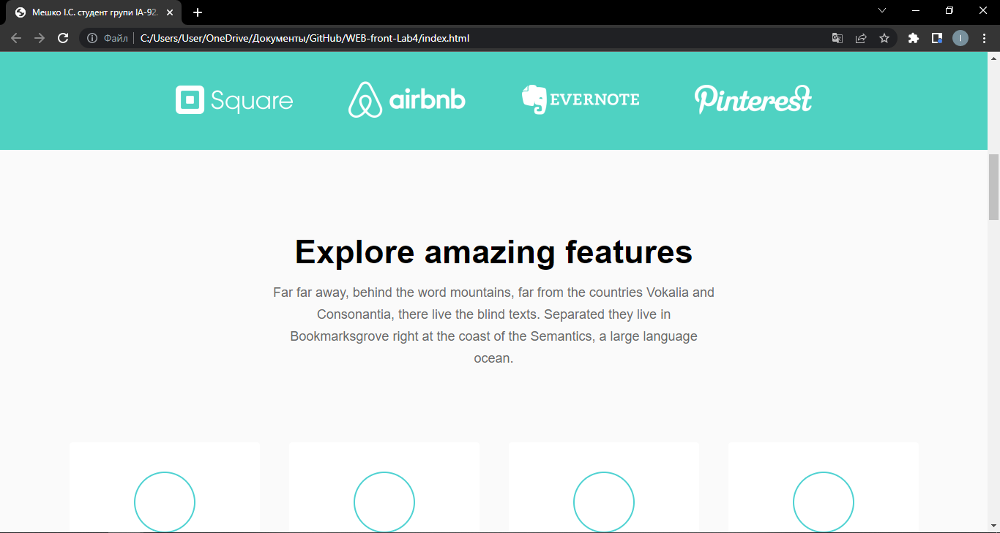 Мешко І.С. студент групи ІА-92.
Файл C:/Users/User/OneDrive/Документы/GitHub/WEB-front-Lab4/index.html
I
Square airbnb EVERNOTE Pinterest
Explore amazing features
Far far away, behind the word mountains, far from the countries Vokalia and
Consonantia, there live the blind texts. Separated they live in
Bookmarksgrove right at the coast of the Semantics, a large language
ocean.